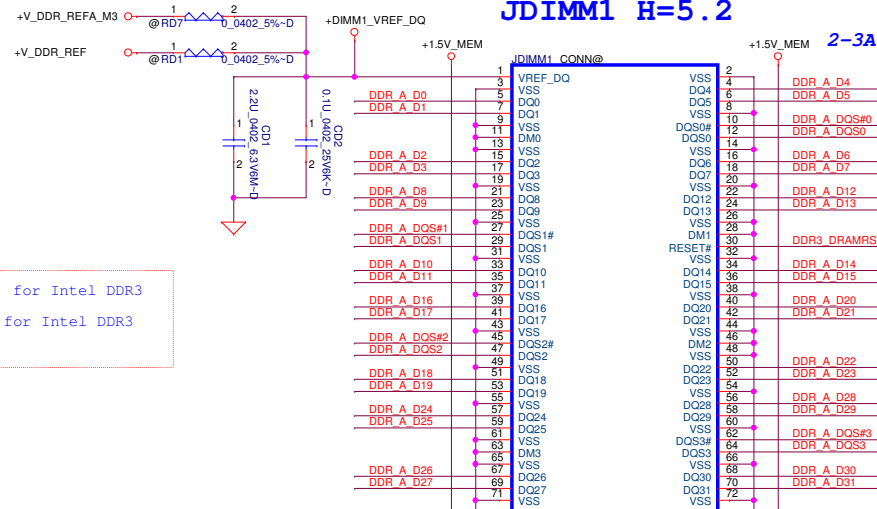 JDIMM1 H=5.2
+V_DDR_REFA_M3
1
2
@
RD7
0_0402_5%~D
+DIMM1_VREF_DQ
+V_DDR_REF
1
2
@
RD1
0_0402_5%~D
+1.5V_MEM
+1.5V_MEM
2-3A
JDIMM1 CONN@
1
2
2.2U_0402_6.3V6M~D
CD1
1
2
0.1U_0402_25V6K~D
CD2
for Intel DDR3
for Intel DDR3
1 VREF_DQ VSS 2
3 VSS DQ4 4 DDR_A_D4
DDR_A_D0 5 DQ0 DQ5 6 DDR_A_D5
DDR_A_D1 7 DQ1 VSS 8
9 VSS DQS0# 10 DDR_A_DQS#0
11 DM0 DQS0 12 DDR_A_DQS0
13 VSS VSS 14
DDR_A_D2 15 DQ2 DQ6 16 DDR_A_D6
DDR_A_D3 17 DQ3 DQ7 18 DDR_A_D7
19 VSS VSS 20
DDR_A_D8 21 DQ8 DQ12 22 DDR_A_D12
DDR_A_D9 23 DQ9 DQ13 24 DDR_A_D13
25 VSS VSS 26
DDR_A_DQS#1 27 DQS1# DM1 28
DDR_A_DQS1 29 DQS1 RESET# 30 DDR3_DRAMRS
31 VSS VSS 32
DDR_A_D10 33 DQ10 DQ14 34 DDR_A_D14
DDR_A_D11 35 DQ11 DQ15 36 DDR_A_D15
37 VSS VSS 38
DDR_A_D16 39 DQ16 DQ20 40 DDR_A_D20
DDR_A_D17 41 DQ17 DQ21 42 DDR_A_D21
43 VSS VSS 44
DDR_A_DQS#2 45 DQS2# DM2 46
DDR_A_DQS2 47 DQS2 VSS 48
49 VSS DQ22 50 DDR_A_D22
DDR_A_D18 51 DQ18 DQ23 52 DDR_A_D23
DDR_A_D19 53 DQ19 VSS 54
55 VSS DQ28 56 DDR_A_D28
DDR_A_D24 57 DQ24 DQ29 58 DDR_A_D29
DDR_A_D25 59 DQ25 VSS 60
61 VSS DQS3# 62 DDR_A_DQS#3
63 DM3 DQS3 64 DDR_A_DQS3
65 VSS VSS 66
DDR_A_D26 67 DQ26 DQ30 68 DDR_A_D30
DDR_A_D27 69 DQ27 DQ31 70 DDR_A_D31
71 VSS VSS 72